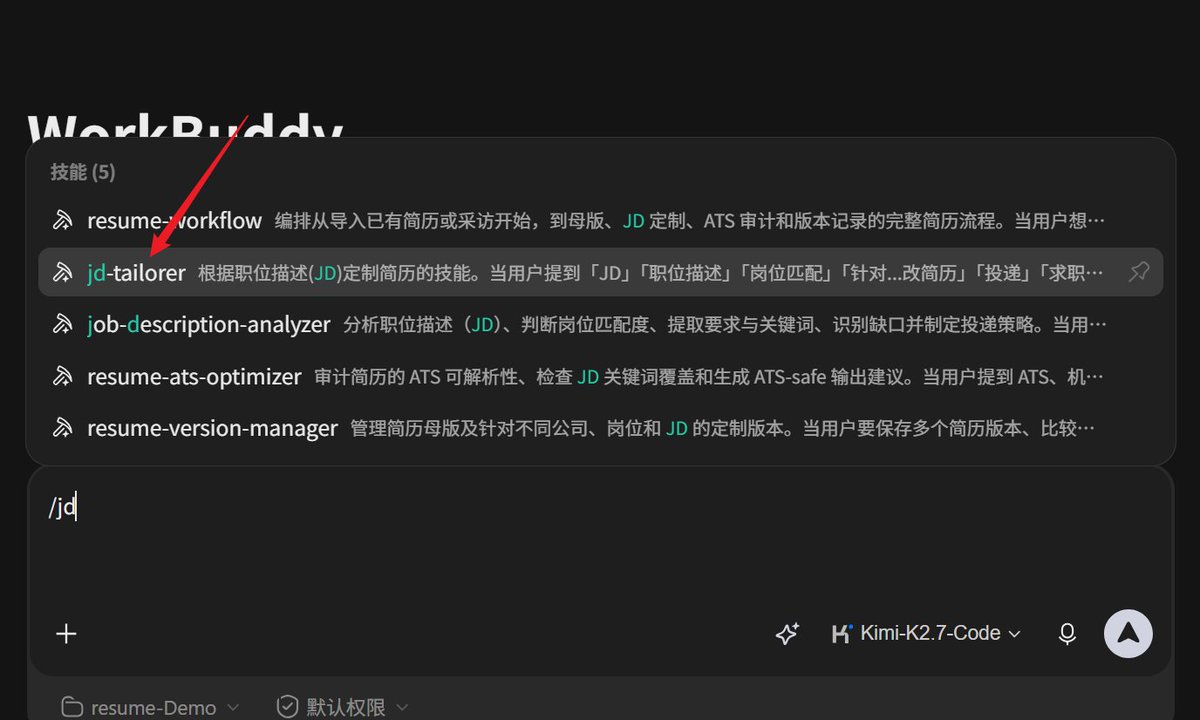 WorkBuddy
技能 (5)
resume-workflow 编排从导入已有简历或采访开始，到母版、JD 定制、ATS 审计和版本记录的完整简历流程。当用户想…
jd-tailorer 根据职位描述(JD)定制简历的技能。当用户提到「JD」「职位描述」「岗位匹配」「针对...改简历」「投递」「求职…
job-description-analyzer 分析职位描述（JD）、判断岗位匹配度、提取要求与关键词、识别缺口并制定投递策略。当用…
resume-ats-optimizer 审计简历的 ATS 可解析性、检查 JD 关键词覆盖和生成 ATS-safe 输出建议。当用户提到 ATS、机…
resume-version-manager 管理简历母版及针对不同公司、岗位和 JD 的定制版本。当用户要保存多个简历版本、比较…
/jd
Kimi-K2.7-Code
resume-Demo 默认权限